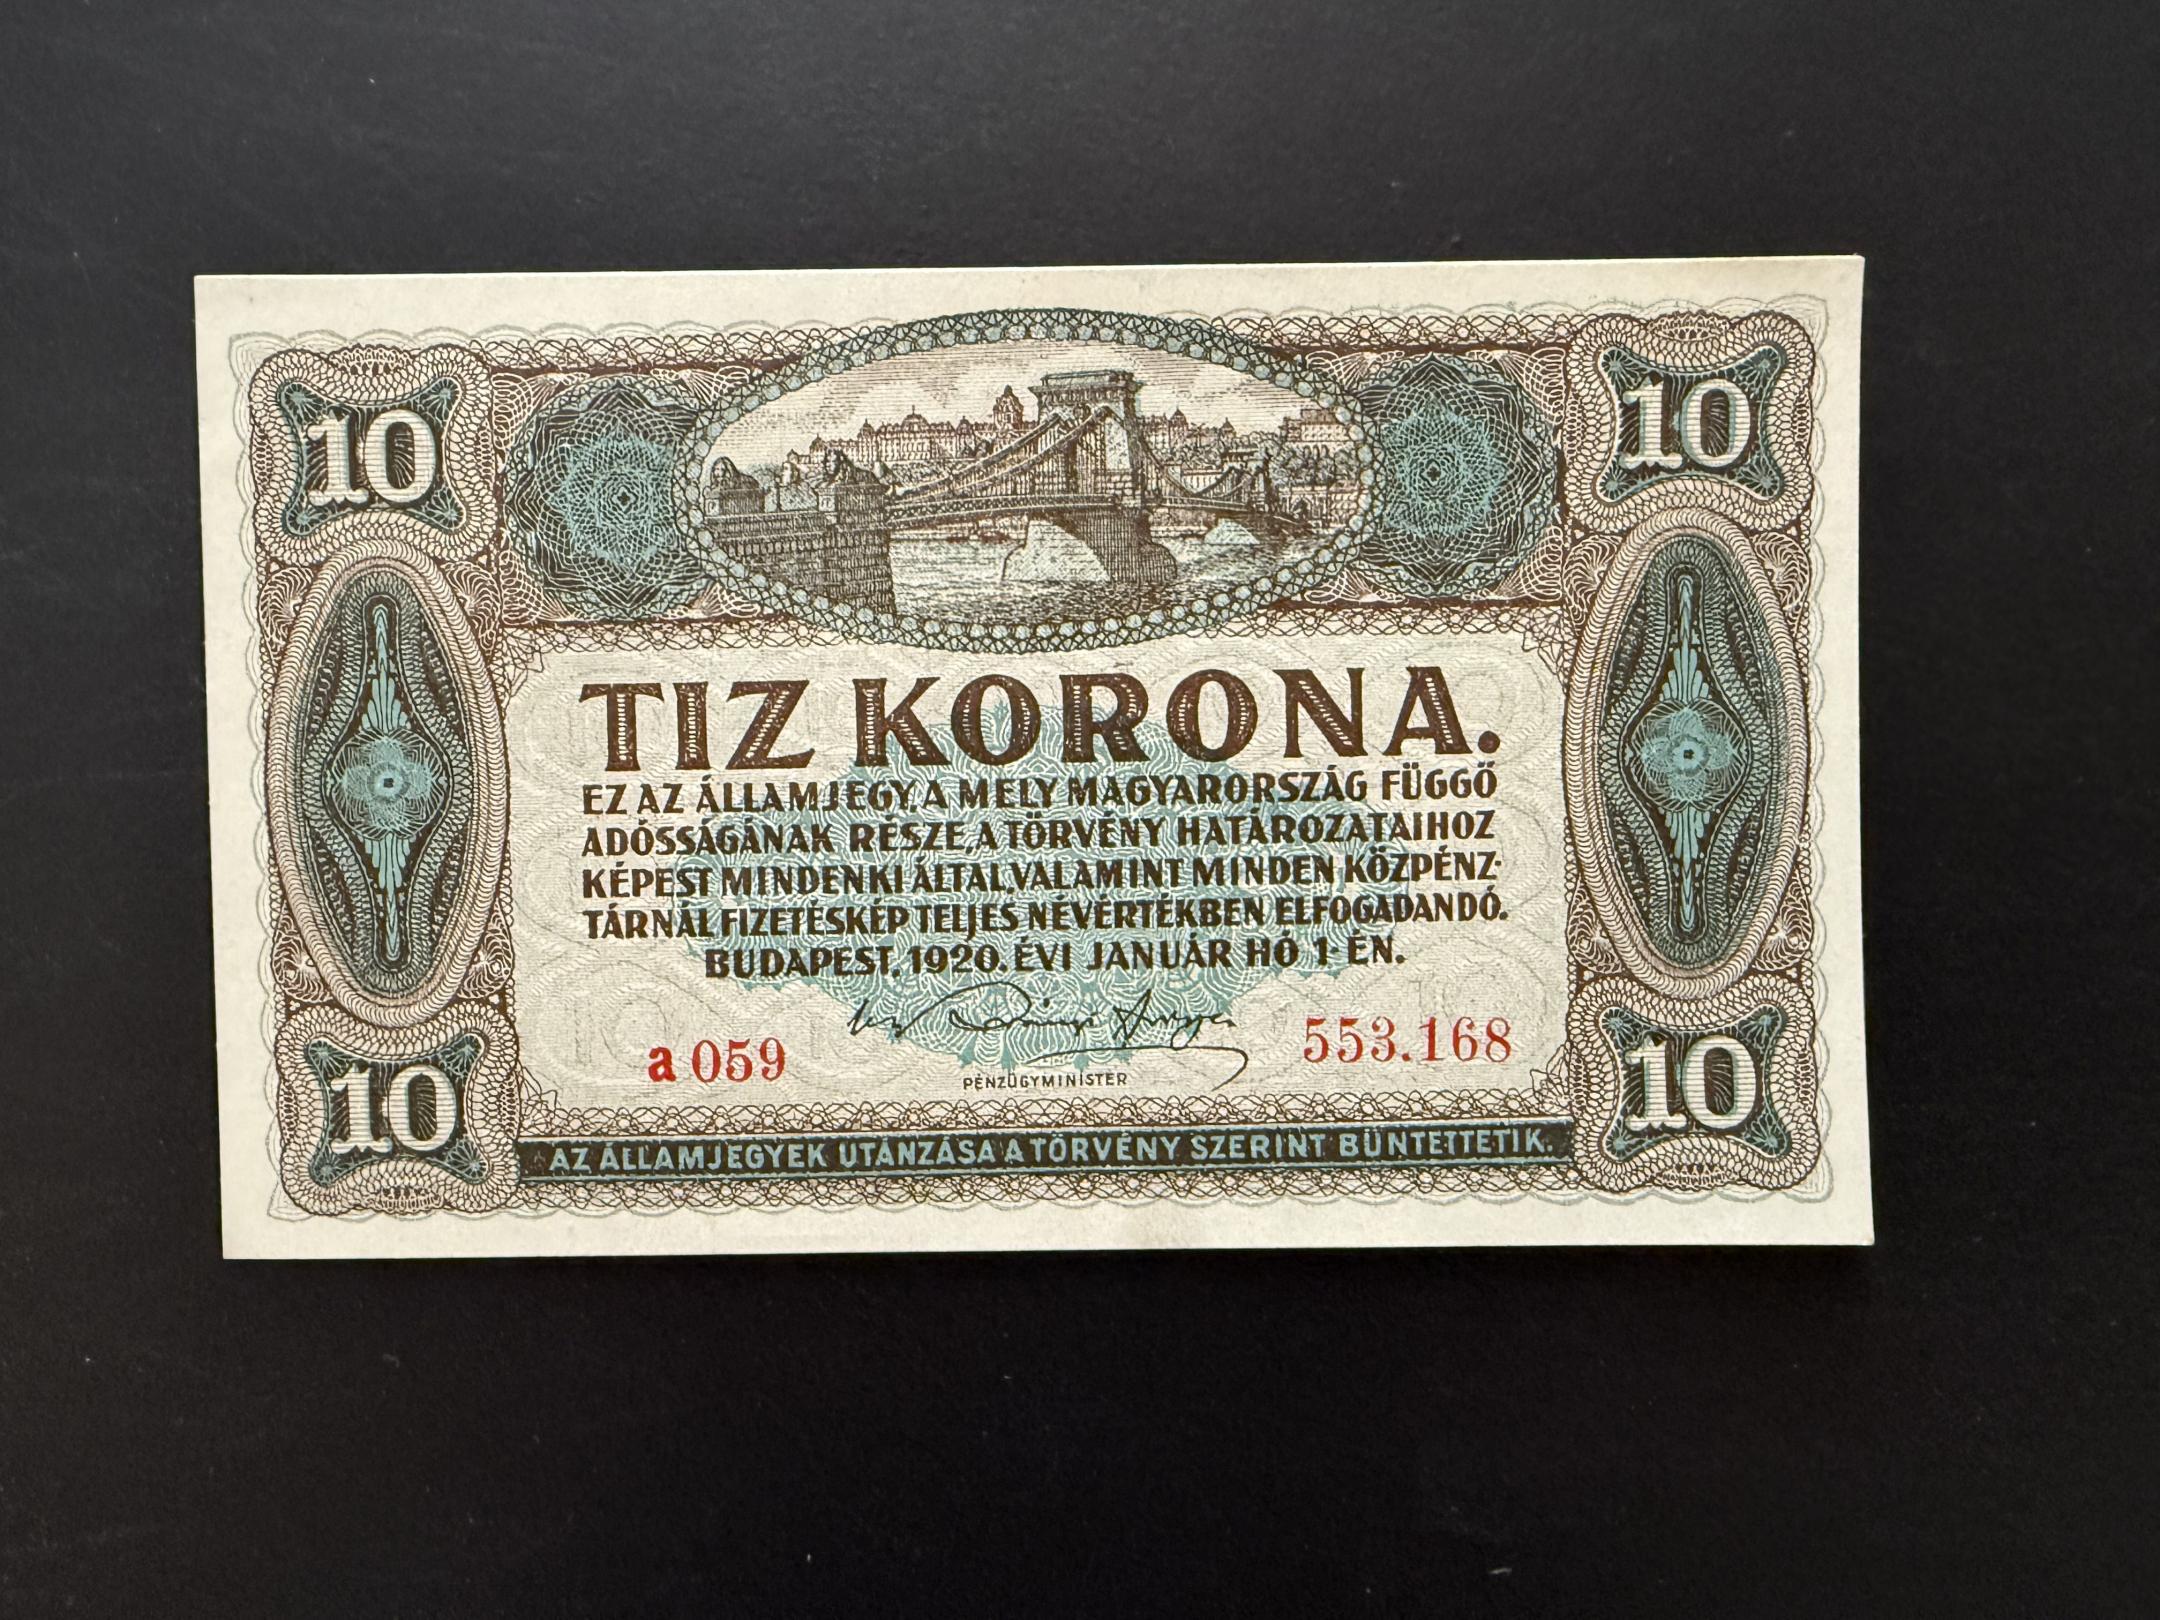 10 10
TIZ KORONA.
EZ AZ ÁLLAMJEGY, A MELY MAGYARORSZÁG FÜGGŐ
ADÓSSÁGÁNAK RÉSZE, A TÖRVÉNY HATÁROZATAIHOZ
KÉPEST MINDENKI ÁLTAL, VALAMINT MINDEN KÖZPÉNZ-
TÁRNÁL FIZETÉSKÉP TELJES NÉVÉRTÉKBEN ELFOGADANDÓ.
BUDAPEST, 1920. ÉVI JANUÁR HÓ 1-ÉN.
a 059 553.168
PÉNZÜGYMINISTER
10 10
AZ ÁLLAMJEGYEK UTÁNZÁSA A TÖRVÉNY SZERINT BÜNTETTETIK.